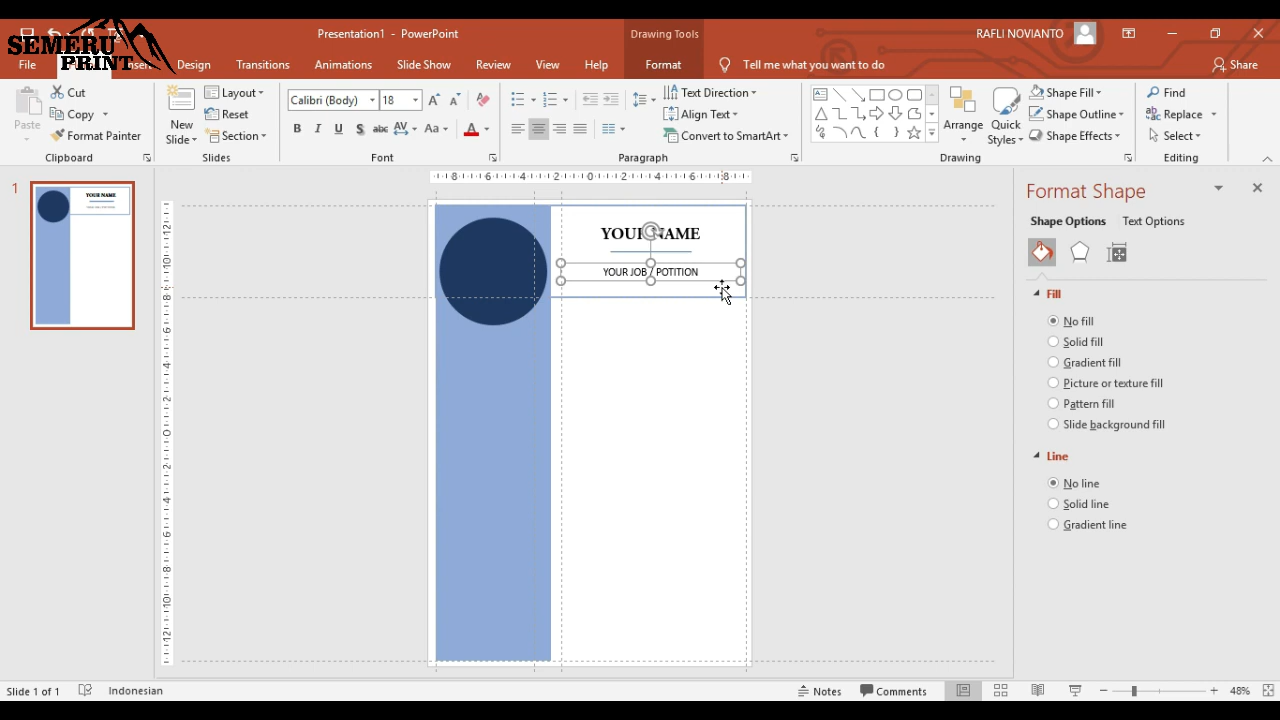 SEMERU
PRINT
Presentation1 - PowerPoint
Drawing Tools
RAFLI NOVIANTO
File
Insert
Design
Transitions
Animations
Slide Show
Review
View
Help
Format
Tell me what you want to do
Share
Paste
Cut
Copy
Format Painter
Clipboard
New
Slide
Layout
Reset
Section
Slides
Calibri (Body)
18
Font
Text Direction
Align Text
Convert to SmartArt
Paragraph
Arrange
Quick
Styles
Shape Fill
Shape Outline
Shape Effects
Drawing
Find
Replace
Select
Editing
1
YOUR NAME
YOUR JOB / POTITION
Format Shape
Shape Options
Text Options
Fill
No fill
Solid fill
Gradient fill
Picture or texture fill
Pattern fill
Slide background fill
Line
No line
Solid line
Gradient line
Slide 1 of 1
Indonesian
Notes
Comments
48%